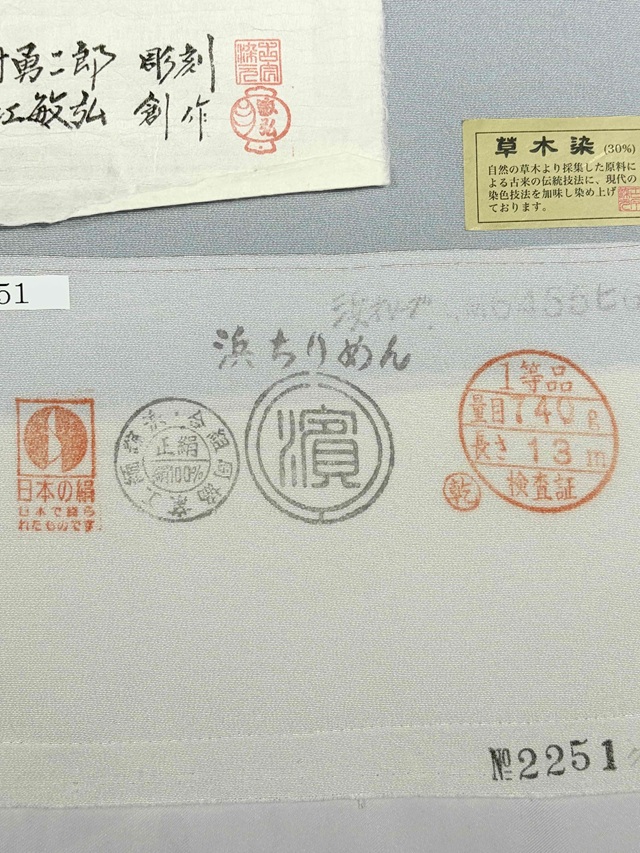 勇二郎 彫刻
江敏弘 創作
敏弘
草木染 (30%)
自然の草木より採集した原料に
よる古来の伝統技法に、現代の
染色技法を加味し染め上げ
ております。
51
浜ちりめん
日本の絹
日本で織ら
れたものです。
正絹
絹100%
濱
1等品
量目740g
長さ13m
検査証
乾
№2251